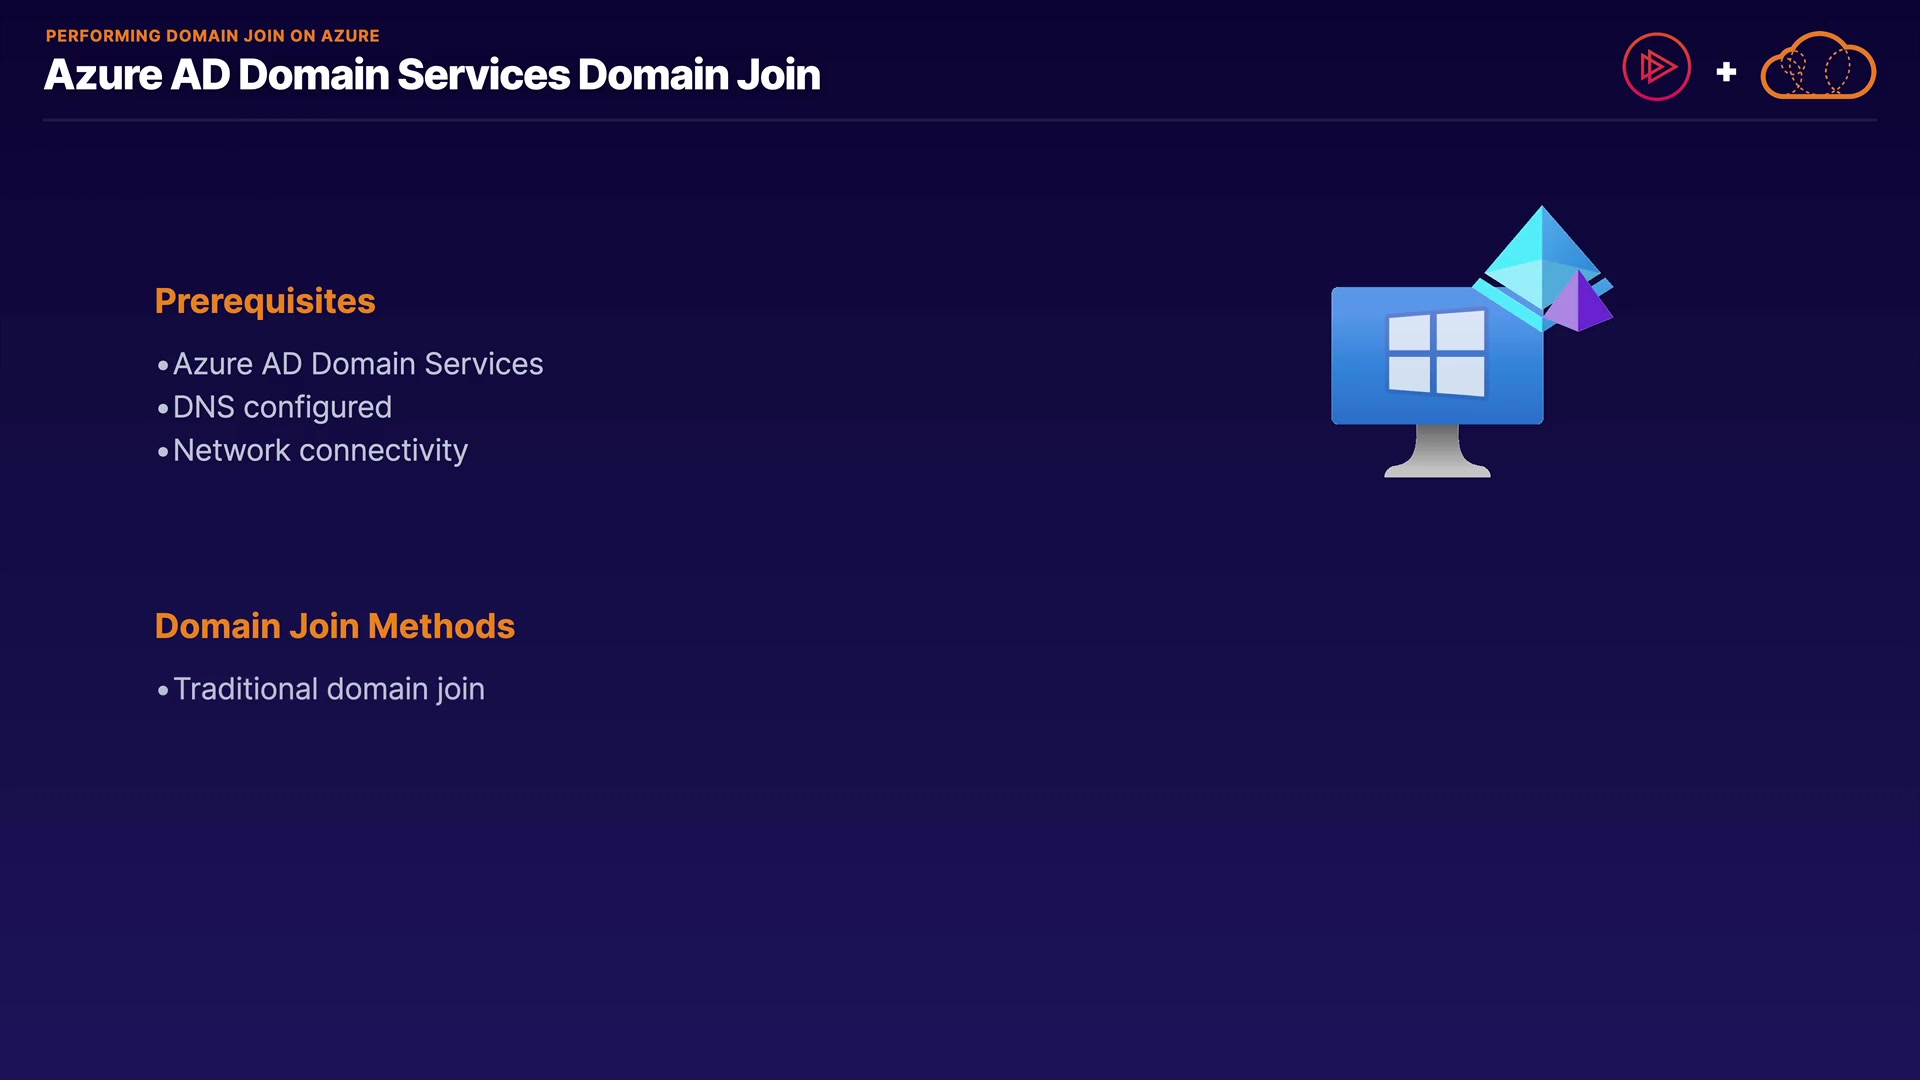 PERFORMING DOMAIN JOIN ON AZURE
Azure AD Domain Services Domain Join
Prerequisites
•Azure AD Domain Services
•DNS configured
•Network connectivity
Domain Join Methods
•Traditional domain join